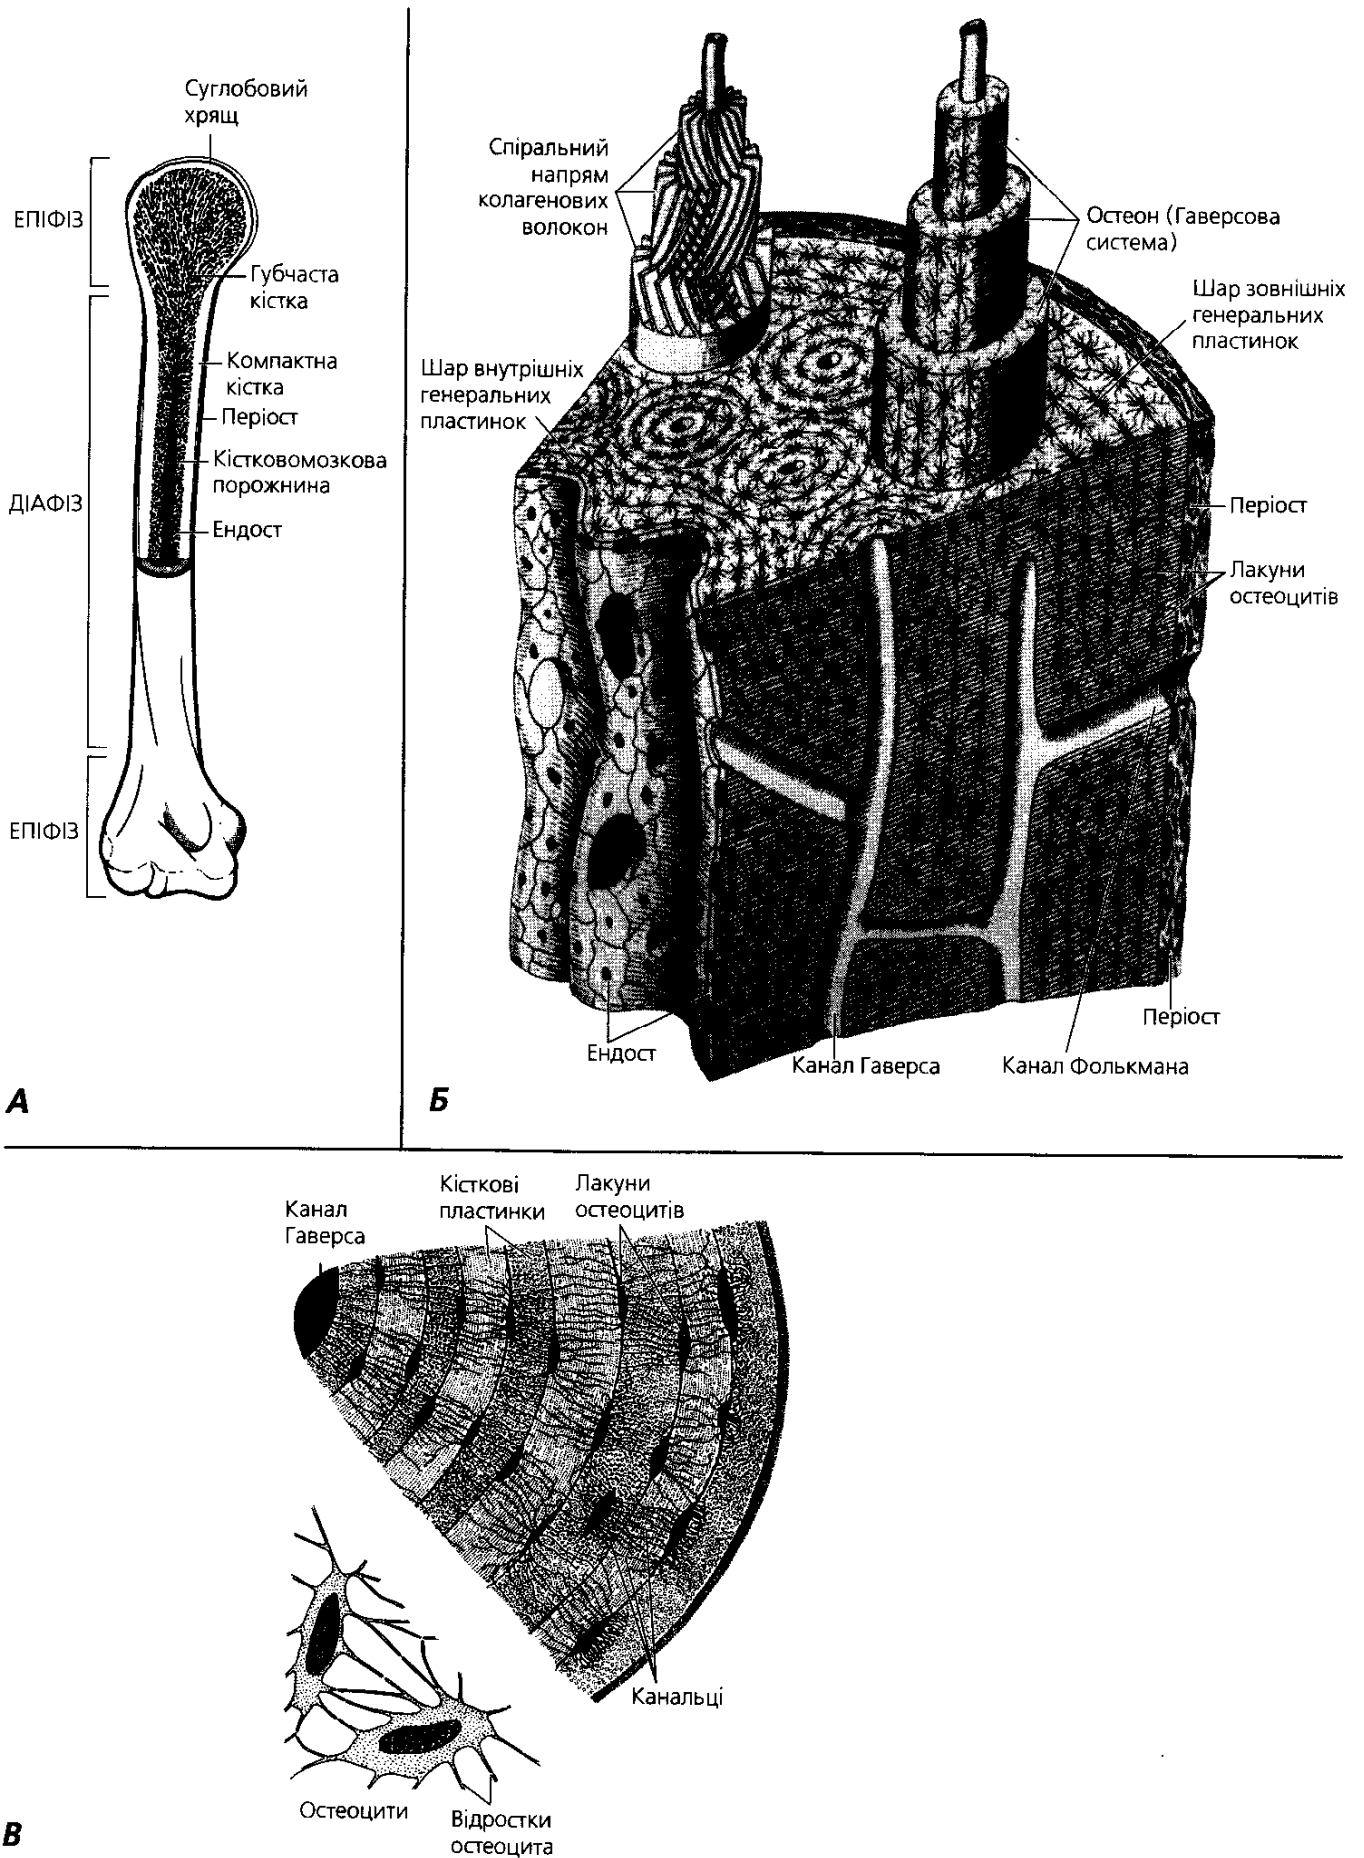 Суглобовий
хрящ
ЕПІФІЗ
Губчаста
кістка
Компактна
кістка
Періост
Кістковомозкова
порожнина
ДІАФІЗ
Ендост
ЕПІФІЗ
А
Спіральний
напрям
колагенових
волокон
Остеон (Гаверсова
система)
Шар зовнішніх
генеральних
пластинок
Шар внутрішніх
генеральних
пластинок
Періост
Лакуни
остеоцитів
Періост
Ендост
Канал Гаверса
Канал Фолькмана
Б
Канал
Гаверса
Кісткові
пластинки
Лакуни
остеоцитів
Канальці
Остеоцити
Відростки
остеоцита
В